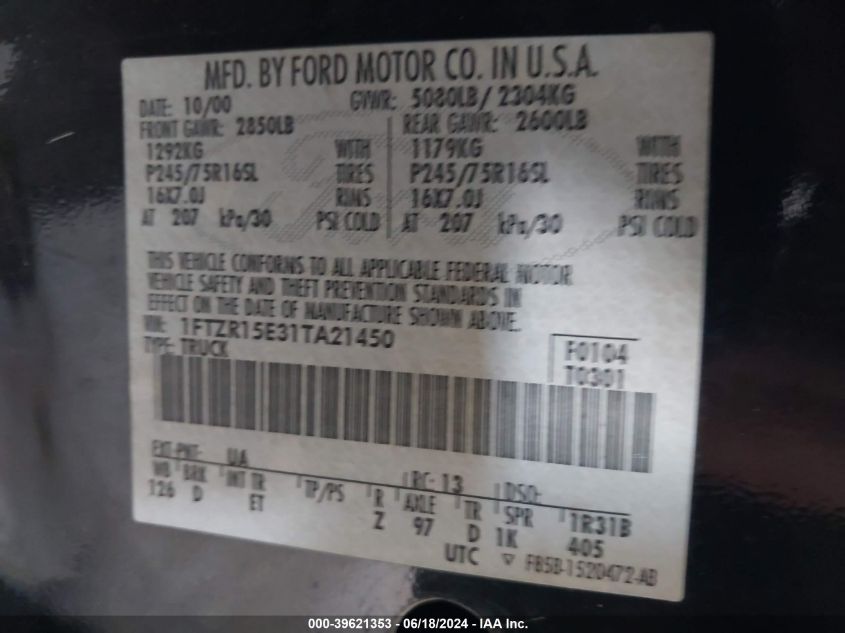 MFD. BY FORD MOTOR CO. IN U.S.A.
DATE: 10/00 GVWR: 5080LB/ 2304KG
FRONT GAWR: 2850LB REAR GAWR: 2600LB
1292KG WITH 1179KG WITH
P245/75R16SL TIRES P245/75R16SL TIRES
16X7.0J RIMS 16X7.0J RIMS
AT 207 kPa/30 PSI COLD AT 207 kPa/30 PSI COLD
THIS VEHICLE CONFORMS TO ALL APPLICABLE FEDERAL MOTOR
VEHICLE SAFETY AND THEFT PREVENTION STANDARDS IN
EFFECT ON THE DATE OF MANUFACTURE SHOWN ABOVE.
VIN: 1FTZR15E31TA21450
TYPE: TRUCK
F0104
T0301
EXT-PNT: UA RC: 13 DSO:
WB BRK INT TR TP/PS R AXLE TR SPR 1R31B
126 D ET Z 97 D 1K 405
UTC ▽ F85B-1520472-AB
000-39621353 - 06/18/2024 - IAA Inc.